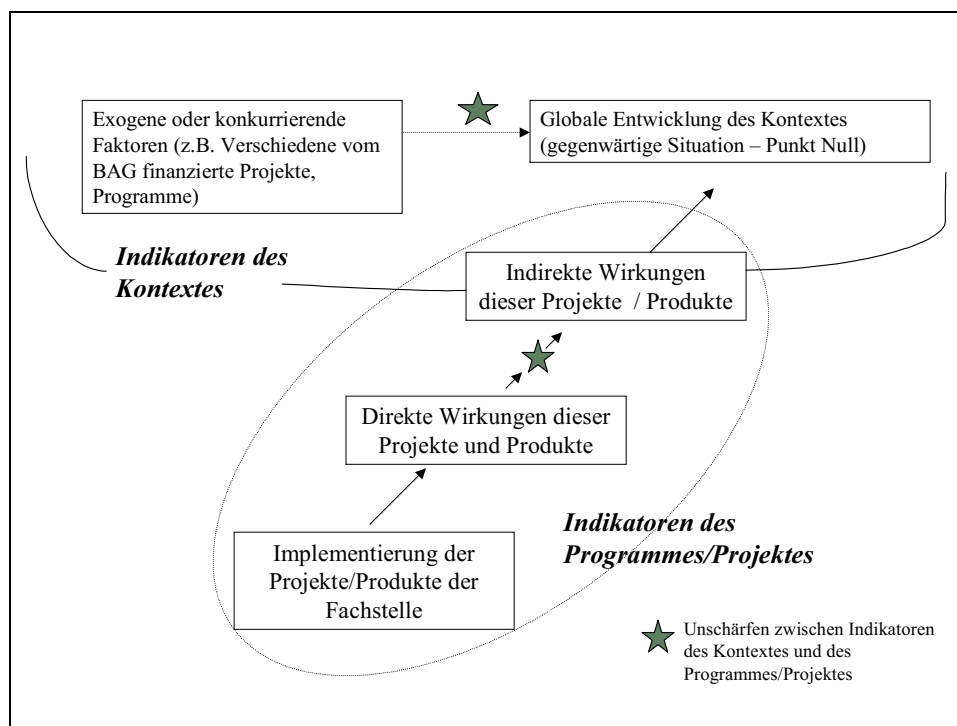 Exogene oder konkurrierende
Faktoren (z.B. Verschiedene vom
BAG finanzierte Projekte,
Programme)
Globale Entwicklung des Kontextes
(gegenwärtige Situation – Punkt Null)
Indikatoren des
Kontextes
Indirekte Wirkungen
dieser Projekte / Produkte
Direkte Wirkungen dieser
Projekte und Produkte
Indikatoren des
Programmes/Projektes
Implementierung der
Projekte/Produkte der
Fachstelle
Unschärfen zwischen Indikatoren
des Kontextes und des
Programmes/Projektes